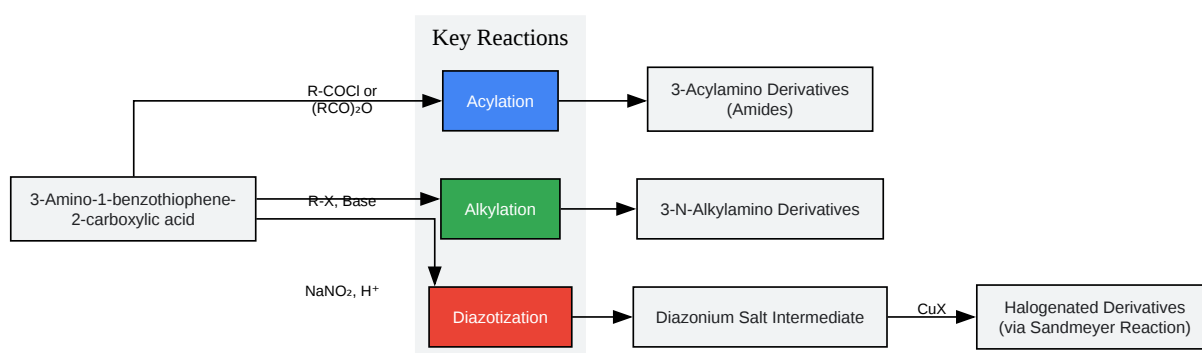 Key Reactions
R-COCl or
(RCO)₂O
Acylation
3-Acylamino Derivatives
(Amides)
3-Amino-1-benzothiophene-
2-carboxylic acid
R-X, Base
Alkylation
3-N-Alkylamino Derivatives
NaNO₂, H⁺
Diazotization
Diazonium Salt Intermediate
CuX
Halogenated Derivatives
(via Sandmeyer Reaction)